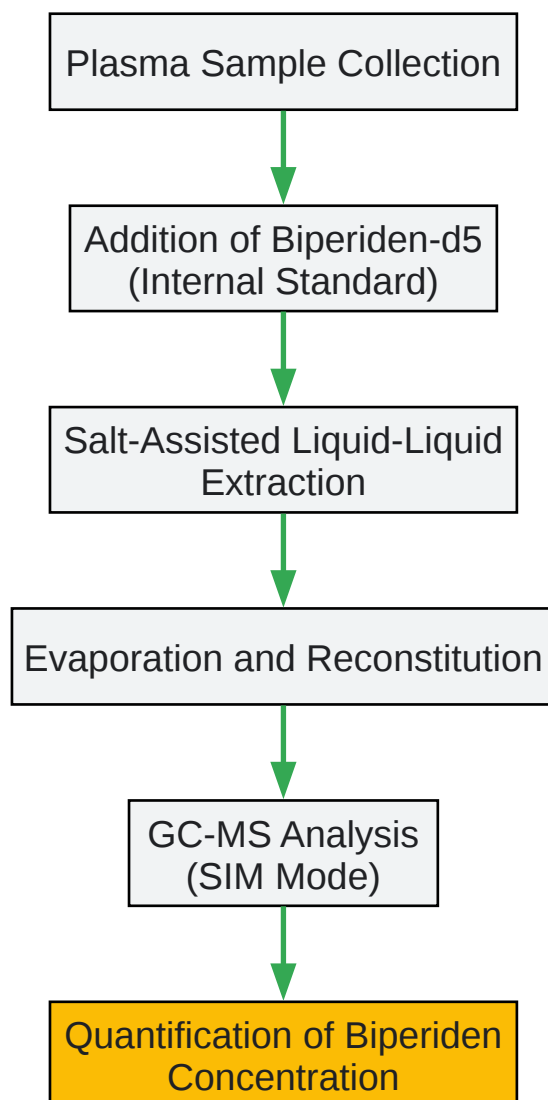 Plasma Sample Collection
Addition of Biperiden-d5
(Internal Standard)
Salt-Assisted Liquid-Liquid
Extraction
Evaporation and Reconstitution
GC-MS Analysis
(SIM Mode)
Quantification of Biperiden
Concentration